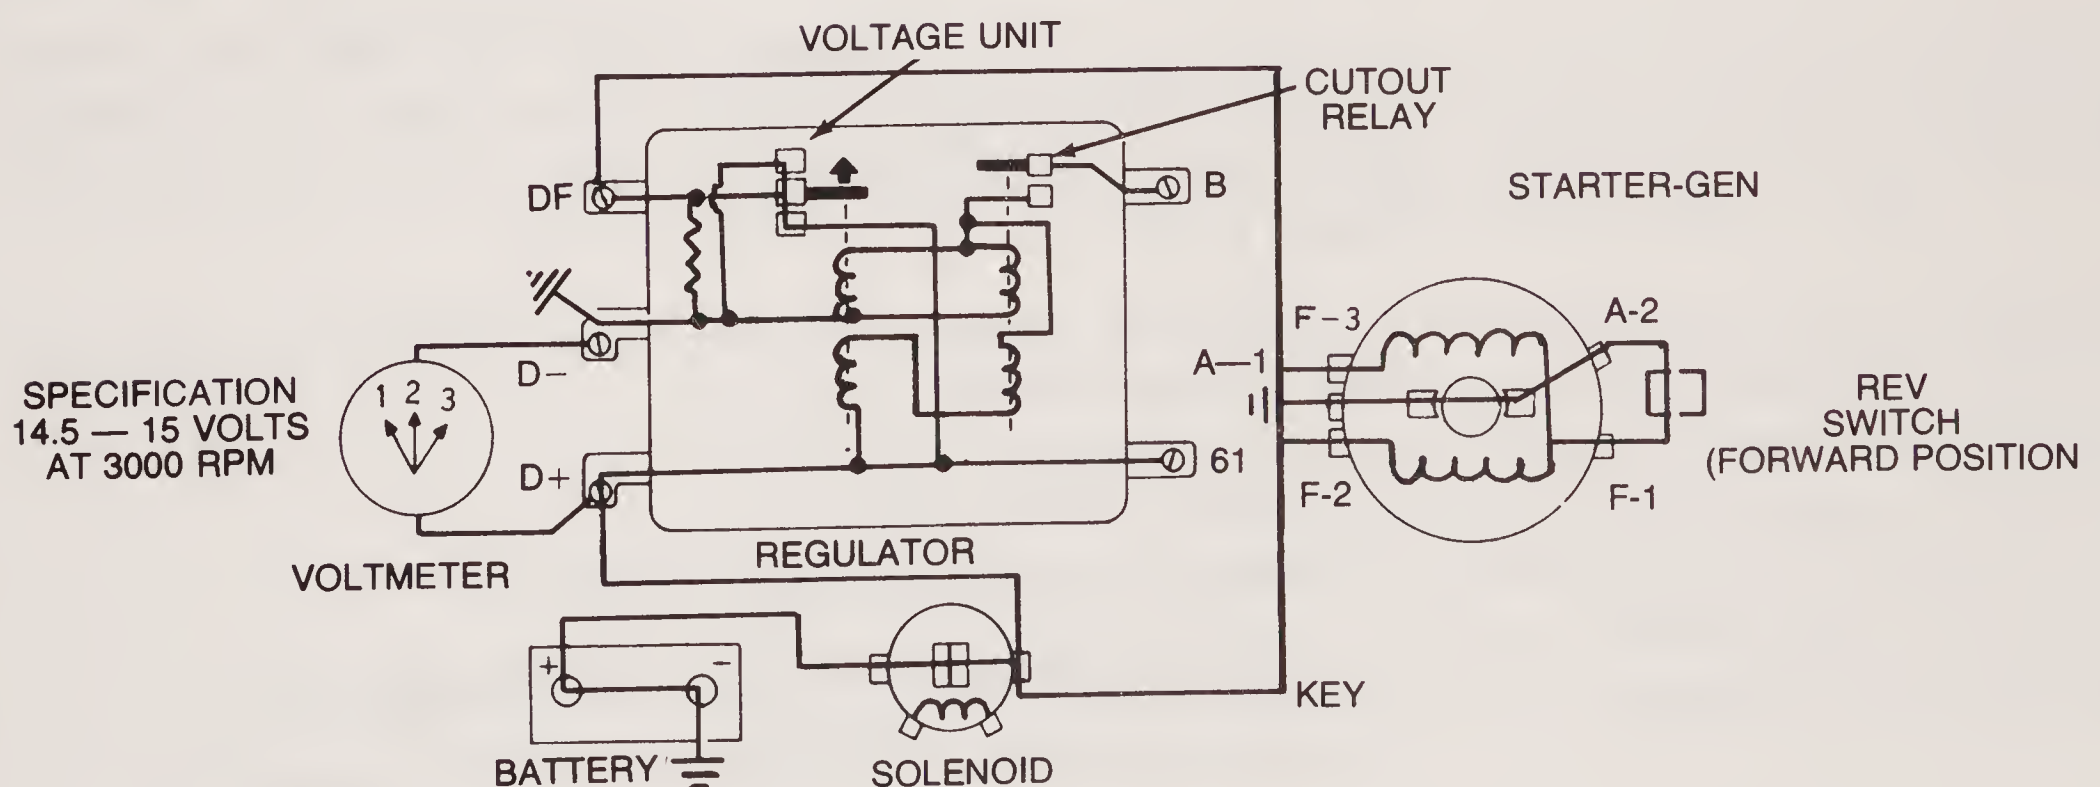 VOLTAGE UNIT
CUTOUT
RELAY
DF
B
STARTER-GEN
F-3
A-2
A—1
D-
SPECIFICATION
14.5 — 15 VOLTS
AT 3000 RPM
1 2 3
REV
SWITCH
(FORWARD POSITION
D+
61
F-2
F-1
REGULATOR
VOLTMETER
+ -
KEY
BATTERY
SOLENOID